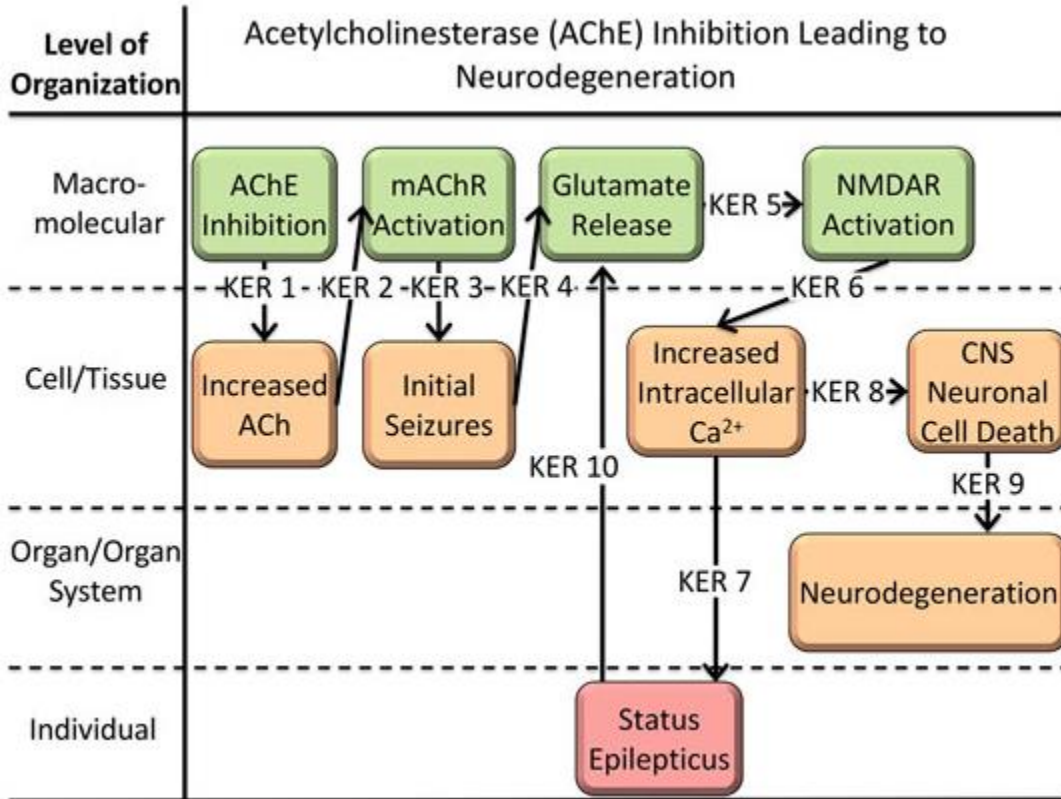 Level of
Organization
Acetylcholinesterase (AChE) Inhibition Leading to
Neurodegeneration
Macro-
molecular
AChE
Inhibition
mAChR
Activation
Glutamate
Release
KER 5
NMDAR
Activation
KER 1
KER 2
KER 3
KER 4
KER 6
Cell/Tissue
Increased
ACh
Initial
Seizures
Increased
Intracellular
Ca²⁺
KER 8
CNS
Neuronal
Cell Death
KER 10
KER 9
Organ/Organ
System
KER 7
Neurodegeneration
Individual
Status
Epilepticus